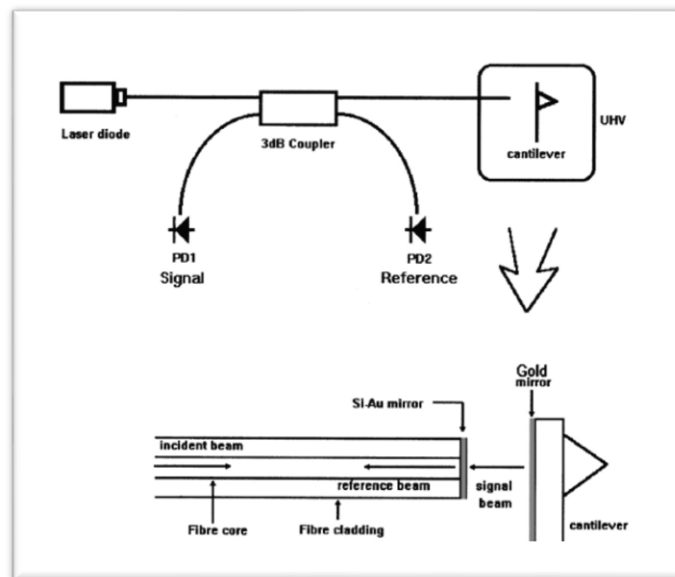 Laser diode
3dB Coupler
cantilever
UHV
PD1
Signal
PD2
Reference
Gold
mirror
Si-Au mirror
incident beam
reference beam
signal
beam
Fibre core
Fibre cladding
cantilever